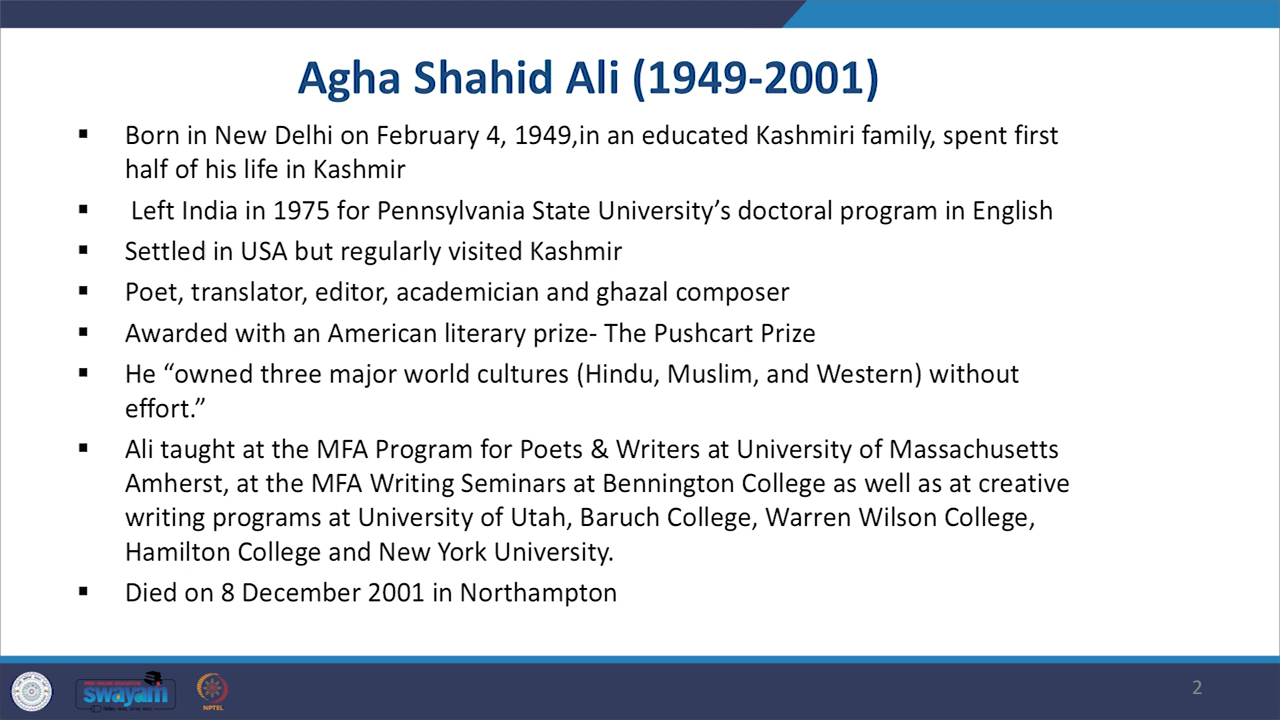 Agha Shahid Ali (1949-2001)
▪ Born in New Delhi on February 4, 1949,in an educated Kashmiri family, spent first
half of his life in Kashmir
▪ Left India in 1975 for Pennsylvania State University’s doctoral program in English
▪ Settled in USA but regularly visited Kashmir
▪ Poet, translator, editor, academician and ghazal composer
▪ Awarded with an American literary prize- The Pushcart Prize
▪ He “owned three major world cultures (Hindu, Muslim, and Western) without
effort.”
▪ Ali taught at the MFA Program for Poets & Writers at University of Massachusetts
Amherst, at the MFA Writing Seminars at Bennington College as well as at creative
writing programs at University of Utah, Baruch College, Warren Wilson College,
Hamilton College and New York University.
▪ Died on 8 December 2001 in Northampton
swayam
NPTEL
2